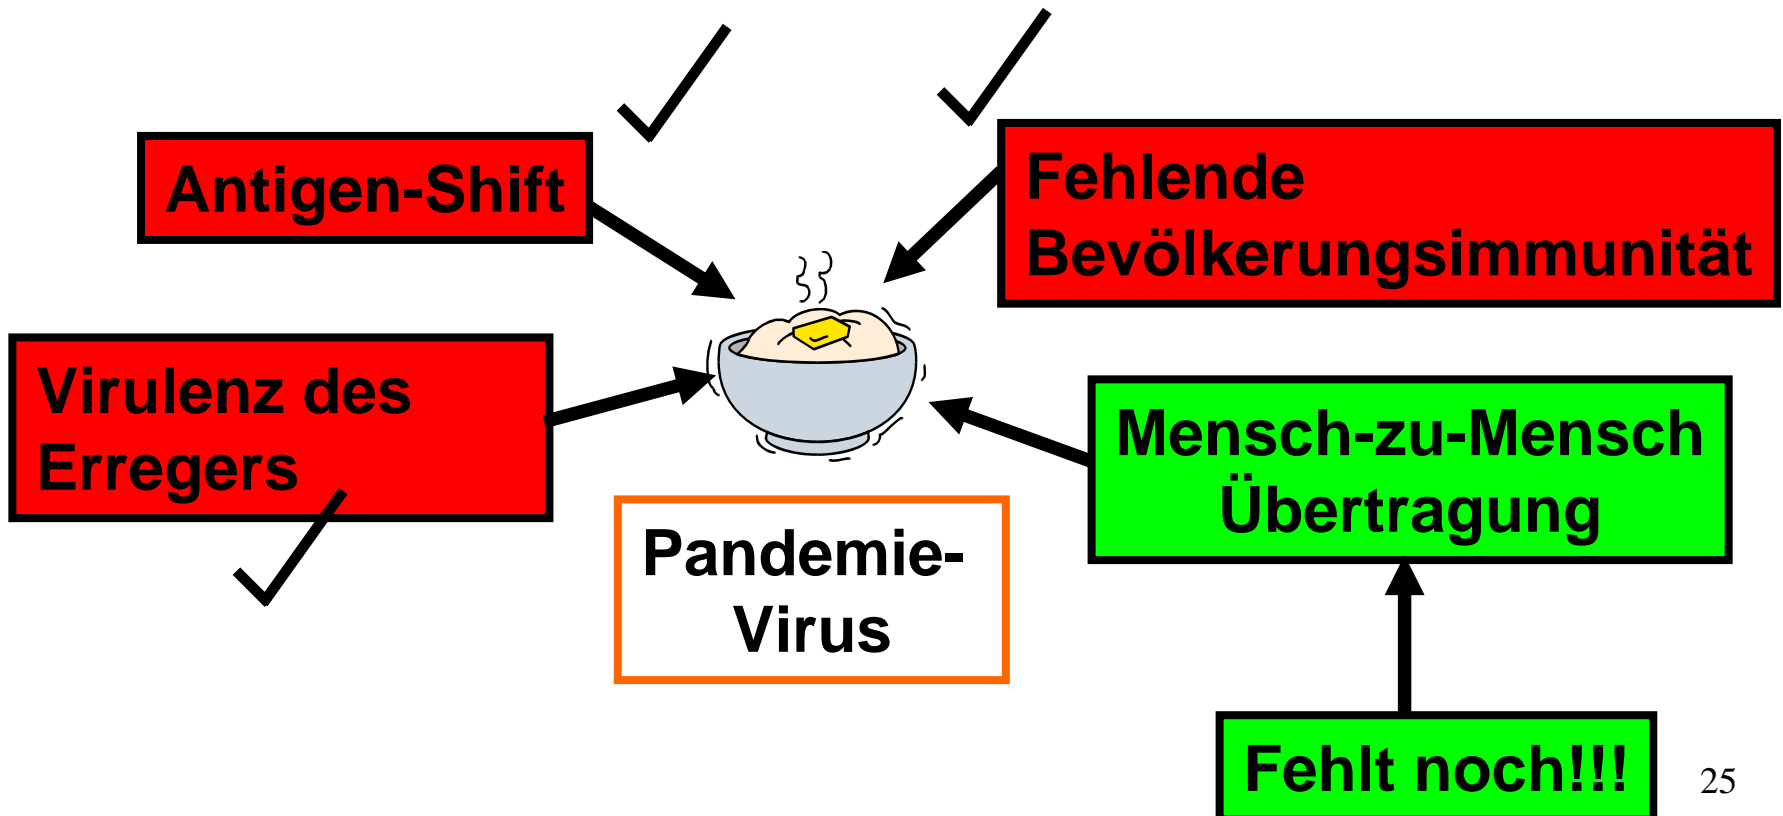 Antigen-Shift
Fehlende
Bevölkerungsimmunität
Virulenz des
Erregers
Mensch-zu-Mensch
Übertragung
Pandemie-
Virus
Fehlt noch!!!
25